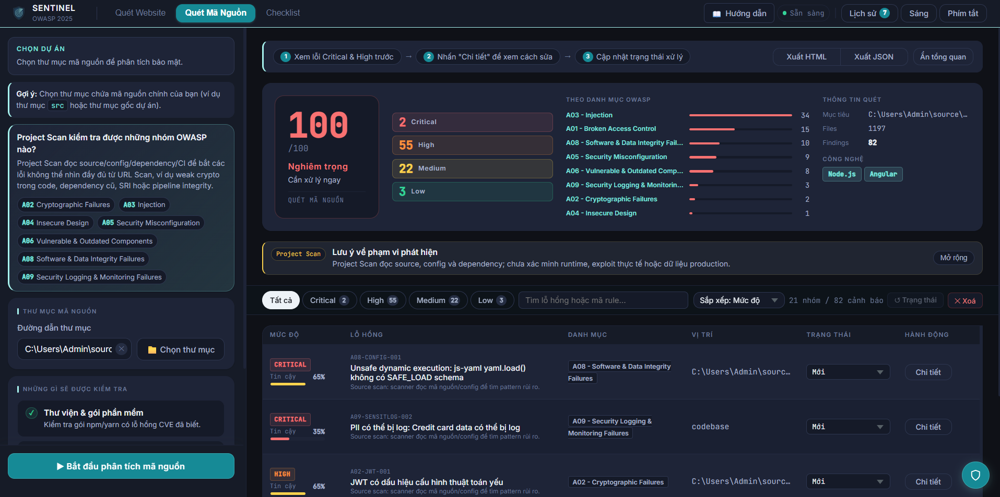 SENTINEL
OWASP 2025
Quét Website
Quét Mã Nguồn
Checklist
Hướng dẫn
Sẵn sàng
Lịch sử 7
Sáng
Phím tắt
CHỌN DỰ ÁN
Chọn thư mục mã nguồn để phân tích bảo mật.
Gợi ý: Chọn thư mục chứa mã nguồn chính của bạn (ví dụ
thư mục src hoặc thư mục gốc dự án).
Project Scan kiểm tra được những nhóm OWASP
nào?
Project Scan đọc source/config/dependency/CI để bắt các
lỗi không thể nhìn đầy đủ từ URL Scan, ví dụ weak crypto
trong code, dependency cũ, SRI hoặc pipeline integrity.
A02 Cryptographic Failures
A03 Injection
A04 Insecure Design
A05 Security Misconfiguration
A06 Vulnerable & Outdated Components
A08 Software & Data Integrity Failures
A09 Security Logging & Monitoring Failures
THƯ MỤC MÃ NGUỒN
Đường dẫn thư mục
C:\Users\Admin\sourc
Chọn thư mục
NHỮNG GÌ SẼ ĐƯỢC KIỂM TRA
Thư viện & gói phần mềm
Kiểm tra gói npm/yarn có lỗ hổng CVE đã biết.
▶ Bắt đầu phân tích mã nguồn
1 Xem lỗi Critical & High trước → 2 Nhấn "Chi tiết" để xem cách sửa → 3 Cập nhật trạng thái xử lý
Xuất HTML
Xuất JSON
Ẩn tổng quan
100
/100
Nghiêm trọng
Cần xử lý ngay
QUÉT MÃ NGUỒN
2 Critical
55 High
22 Medium
3 Low
THEO DANH MỤC OWASP
A03 - Injection 34
A01 - Broken Access Control 15
A08 - Software & Data Integrity Fail... 10
A05 - Security Misconfiguration 9
A06 - Vulnerable & Outdated Comp... 8
A09 - Security Logging & Monitorin... 3
A02 - Cryptographic Failures 2
A04 - Insecure Design 1
THÔNG TIN QUÉT
Mục tiêu C:\Users\Admin\source\…
Files 1197
Findings 82
CÔNG NGHỆ
Node.js
Angular
Project Scan
Lưu ý về phạm vi phát hiện
Project Scan đọc source, config và dependency; chưa xác minh runtime, exploit thực tế hoặc dữ liệu production.
Mở rộng
Tất cả
Critical 2
High 55
Medium 22
Low 3
Tìm lỗ hổng hoặc mã rule...
Sắp xếp: Mức độ
21 nhóm / 82 cảnh báo
↺ Trạng thái
✕ Xoá
MỨC ĐỘ LỖ HỔNG DANH MỤC VỊ TRÍ TRẠNG THÁI HÀNH ĐỘNG
CRITICAL
Tin cậy 65%
A08-CONFIG-001
Unsafe dynamic execution: js-yaml yaml.load()
không có SAFE_LOAD schema
Source scan: scanner đọc mã nguồn/config để tìm pattern rủi ro.
A08 - Software & Data Integrity
Failures
C:\Users\Admin\sourc…
Mới
Chi tiết
CRITICAL
Tin cậy 35%
A09-SENSITLOG-002
PII có thể bị log: Credit card data có thể bị log
Source scan: scanner đọc mã nguồn/config để tìm pattern rủi ro.
A09 - Security Logging &
Monitoring Failures
codebase
Mới
Chi tiết
HIGH
Tin cậy 65%
A02-JWT-001
JWT có dấu hiệu cấu hình thuật toán yếu
Source scan: scanner đọc mã nguồn/config để tìm pattern rủi ro.
A02 - Cryptographic Failures
C:\Users\Admin\sourc…
Mới
Chi tiết